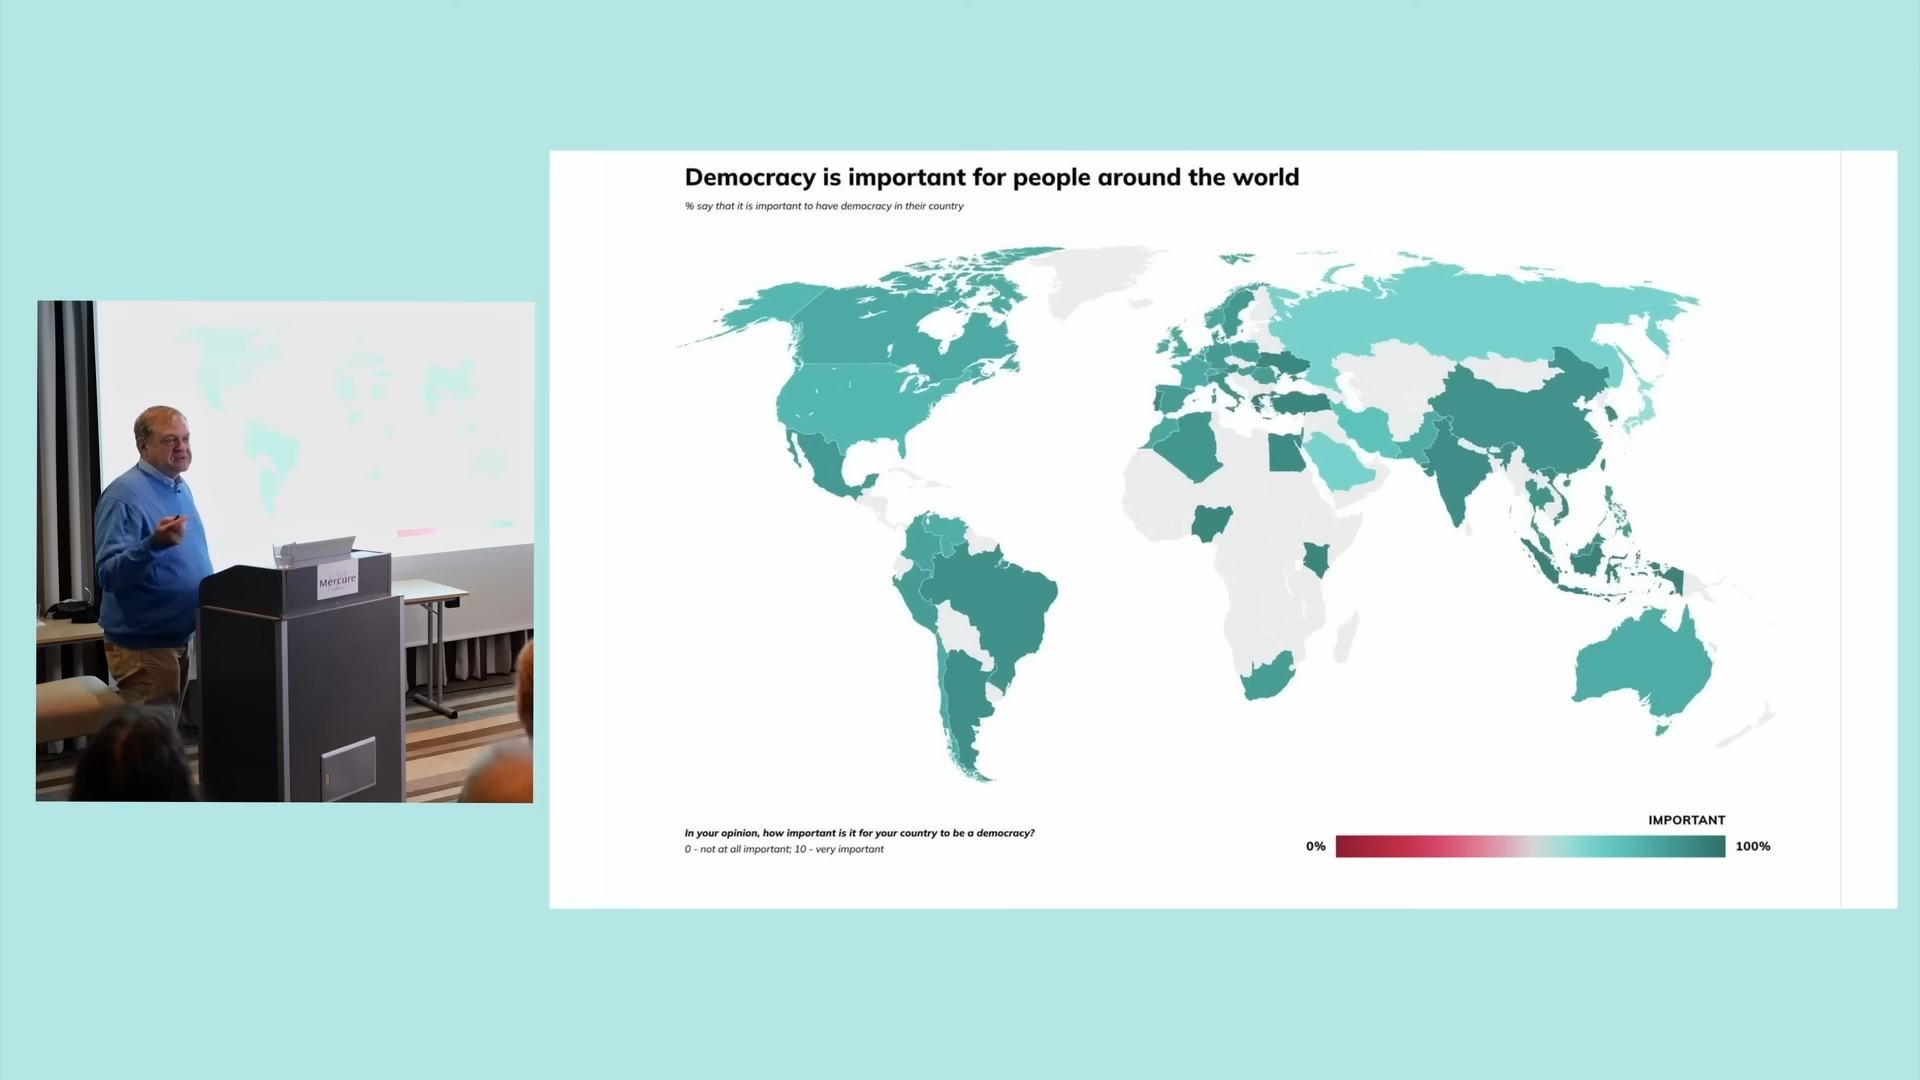 Democracy is important for people around the world
% say that it is important to have democracy in their country
Mercure
In your opinion, how important is it for your country to be a democracy?
0 - not at all important; 10 - very important
IMPORTANT
0%
100%